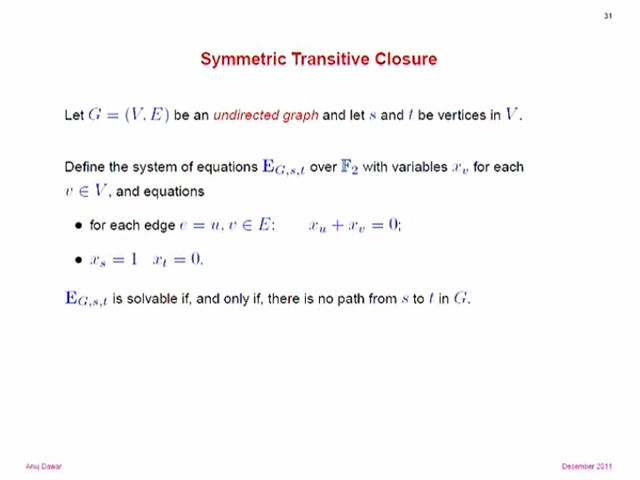 31
Symmetric Transitive Closure
Let G = (V, E) be an undirected graph and let s and t be vertices in V.
Define the system of equations E_{G,s,t} over 𝔽₂ with variables x_v for each
v ∈ V, and equations
• for each edge e = u, v ∈ E: x_u + x_v = 0;
• x_s = 1 x_t = 0.
E_{G,s,t} is solvable if, and only if, there is no path from s to t in G.
Anuj Dawar December 2011